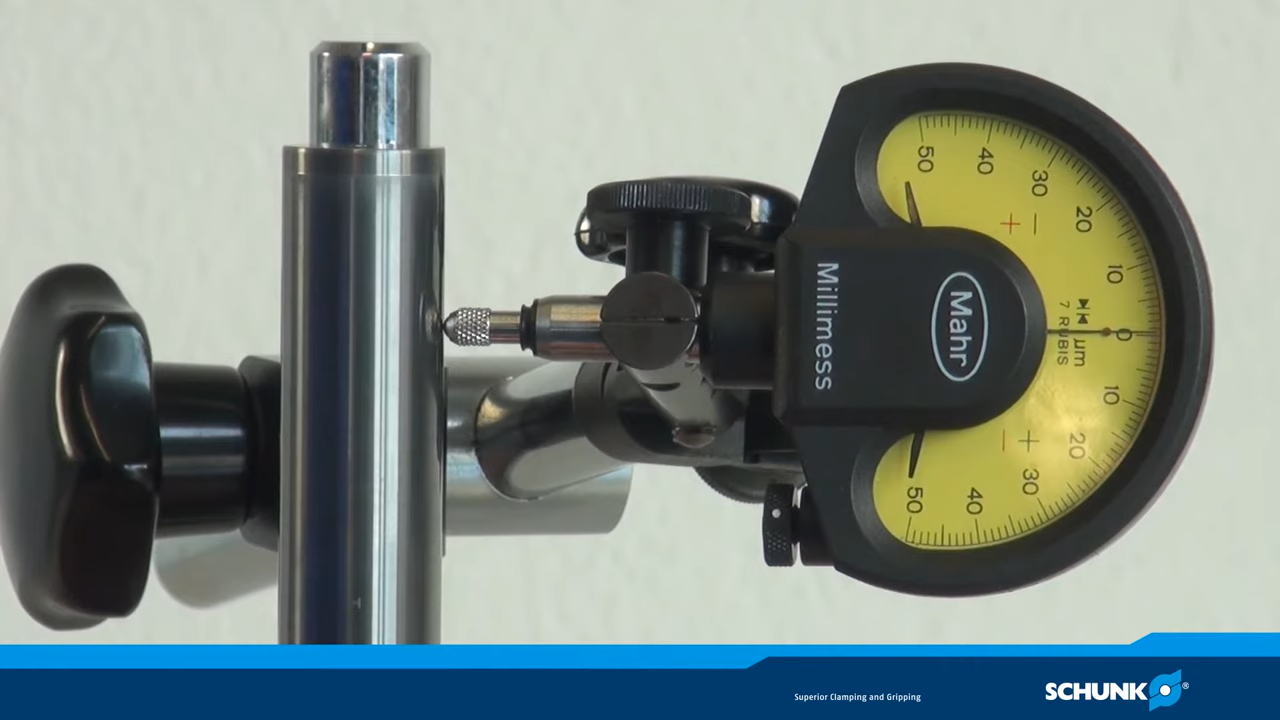 50
40
30
20
10
0
10
20
30
40
50
+ −
− +
µm
7 RUBIS
Mahr
Millimess
Superior Clamping and Gripping
SCHUNK®